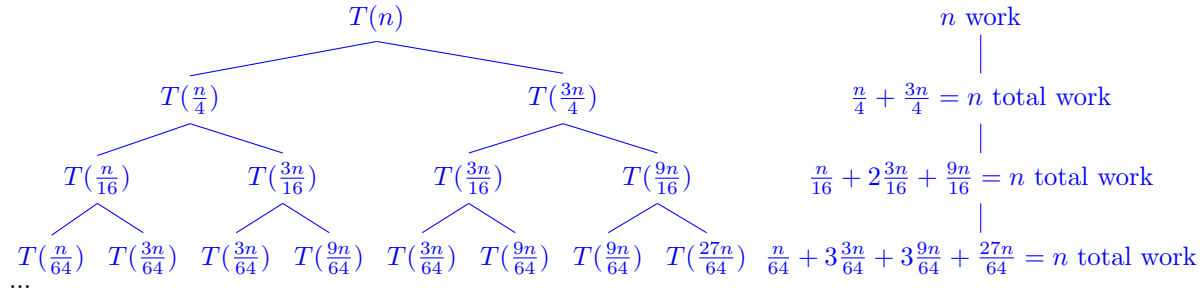 T(n) n work
T(n/4) T(3n/4) n/4 + 3n/4 = n total work
T(n/16) T(3n/16) T(3n/16) T(9n/16) n/16 + 2 3n/16 + 9n/16 = n total work
T(n/64) T(3n/64) T(3n/64) T(9n/64) T(3n/64) T(9n/64) T(9n/64) T(27n/64) n/64 + 3 3n/64 + 3 9n/64 + 27n/64 = n total work
...